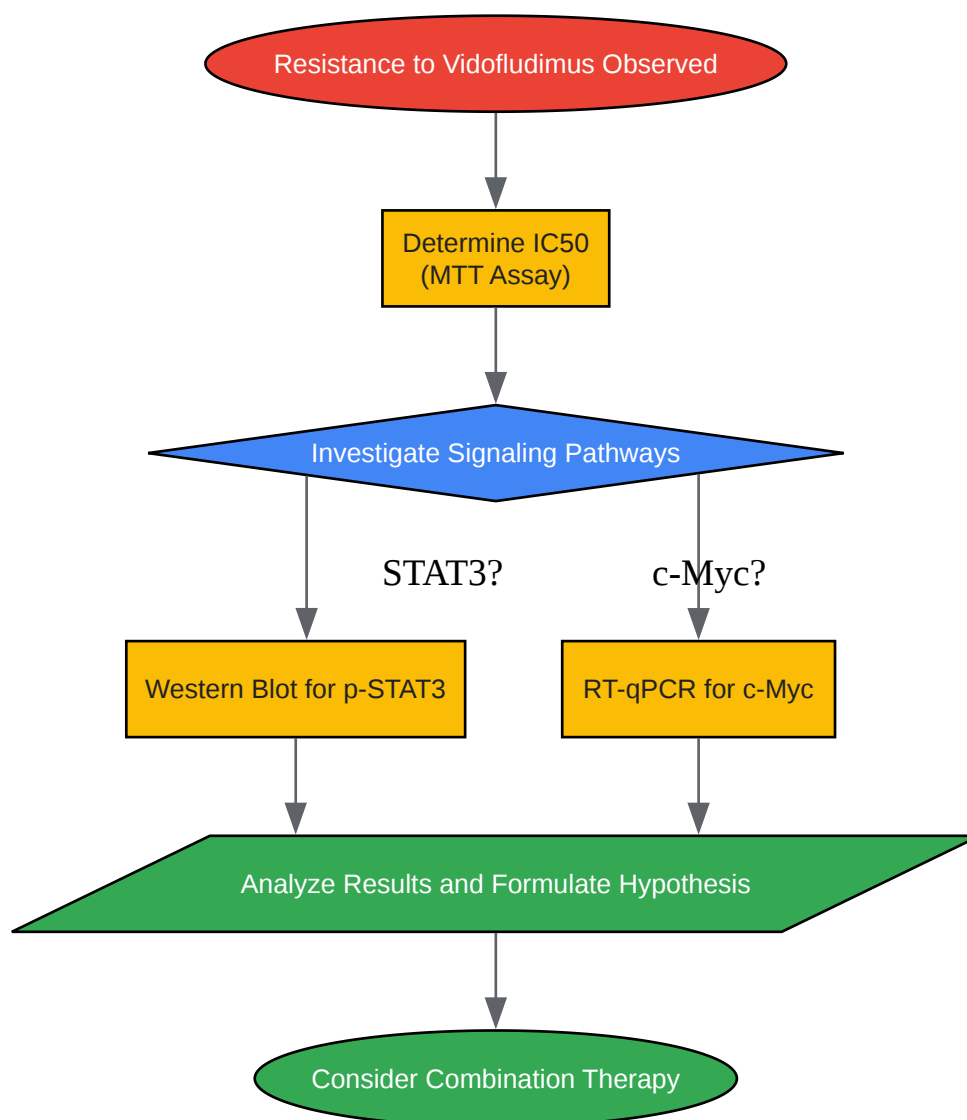 Resistance to Vidofludimus Observed
Determine IC50
(MTT Assay)
Investigate Signaling Pathways
STAT3?
c-Myc?
Western Blot for p-STAT3
RT-qPCR for c-Myc
Analyze Results and Formulate Hypothesis
Consider Combination Therapy